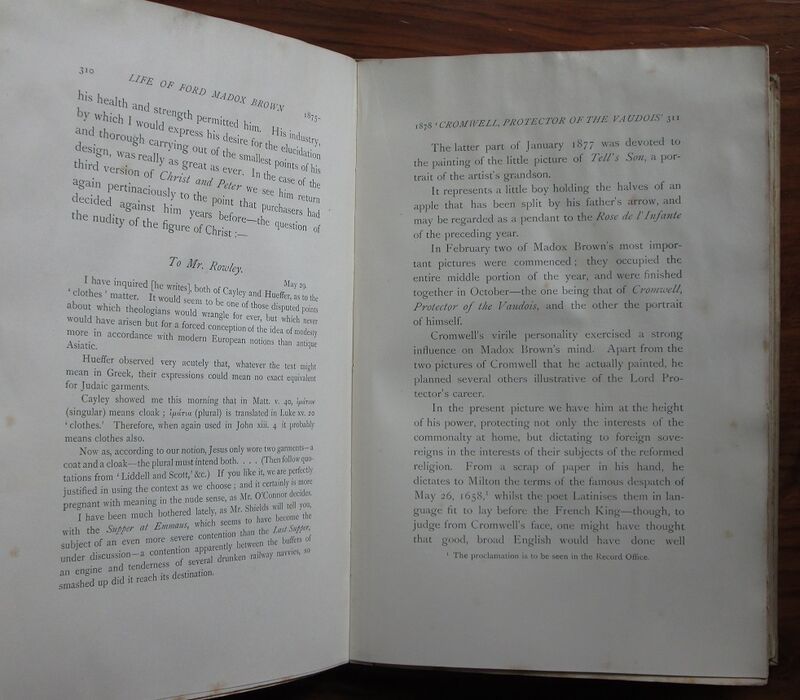 310
LIFE OF FORD MADOX BROWN
1875-
his health and strength permitted him. His industry,
by which I would express his desire for the elucidation
and thorough carrying out of the smallest points of his
design, was really as great as ever. In the case of the
third version of Christ and Peter we see him return
again pertinaciously to the point that purchasers had
decided against him years before—the question of
the nudity of the figure of Christ :—
To Mr. Rowley.
May 29.
I have inquired [he writes], both of Cayley and Hueffer, as to the
‘clothes’ matter. It would seem to be one of those disputed points
about which theologians would wrangle for ever, but which never
would have arisen but for a forced conception of the idea of modesty
more in accordance with modern European notions than antique
Asiatic.
Hueffer observed very acutely that, whatever the text might
mean in Greek, their expressions could mean no exact equivalent
for Judaic garments.
Cayley showed me this morning that in Matt. v. 40, ἱμάτιον
(singular) means cloak ; ἱμάτια (plural) is translated in Luke xv. 20
‘clothes.’ Therefore, when again in John xiii. 4 it probably
means clothes also.
Now as, according to our notion, Jesus only wore two garments—a
coat and a cloak—the plural must intend both. . . . (Then follow quo-
tations from ‘Liddell and Scott,’ &c.) If you like it, we are perfectly
justified in using the context as we choose ; and it certainly is more
pregnant with meaning in the nude sense, as Mr. O'Connor decides.
I have been much bothered lately, as Mr. Shields will tell you,
with the Supper at Emmaus, which seems to have become the
subject of an even more severe contention than the Last Supper,
under discussion—a contention apparently between the buffers of
an engine and tenderness of several drunken railway navvies, so
smashed up did it reach its destination.
1878 ‘CROMWELL, PROTECTOR OF THE VAUDOIS’ 311
The latter part of January 1877 was devoted to
the painting of the little picture of Tell's Son, a por-
trait of the artist's grandson.
It represents a little boy holding the halves of an
apple that has been split by his father's arrow, and
may be regarded as a pendant to the Rose de l'Infante
of the preceding year.
In February two of Madox Brown's most impor-
tant pictures were commenced ; they occupied the
entire middle portion of the year, and were finished
together in October—the one being that of Cromwell,
Protector of the Vaudois, and the other the portrait
of himself.
Cromwell's virile personality exercised a strong
influence on Madox Brown's mind. Apart from the
two pictures of Cromwell that he actually painted, he
planned several others illustrative of the Lord Pro-
tector's career.
In the present picture we have him at the height
of his power, protecting not only the interests of the
commonalty at home, but dictating to foreign sove-
reigns in the interests of their subjects of the reformed
religion. From a scrap of paper in his hand, he
dictates to Milton the terms of the famous despatch of
May 26, 1658,¹ whilst the poet Latinises them in lan-
guage fit to lay before the French King—though, to
judge from Cromwell's face, one might have thought
that good, broad English would have done well
¹ The proclamation is to be seen in the Record Office.